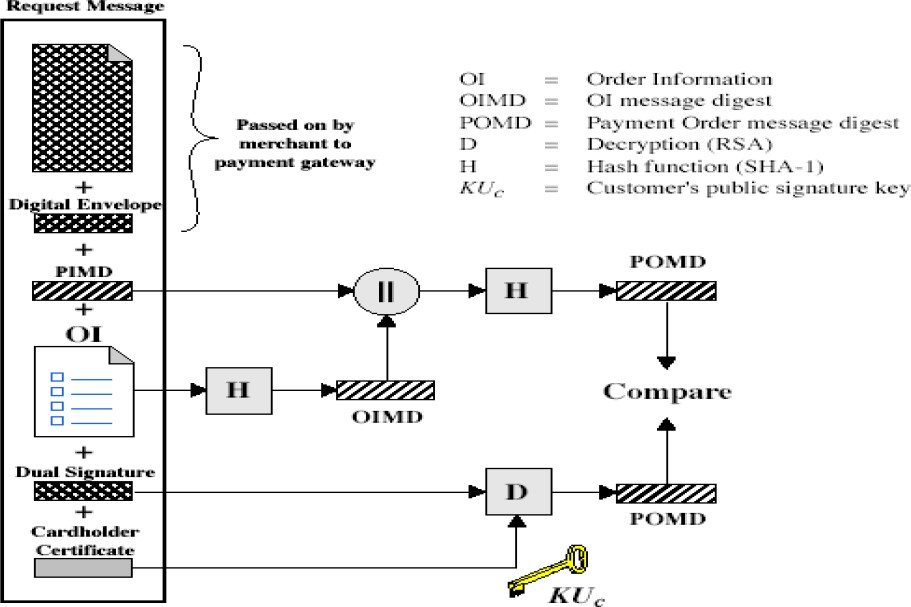 Request Message
Passed on by
merchant to
payment gateway
OI = Order Information
OIMD = OI message digest
POMD = Payment Order message digest
D = Decryption (RSA)
H = Hash function (SHA-1)
KUc = Customer's public signature key
+
Digital Envelope
+
PIMD
+
OI
||
H
POMD
H
OIMD
Compare
+
Dual Signature
D
POMD
+
Cardholder
Certificate
KUc